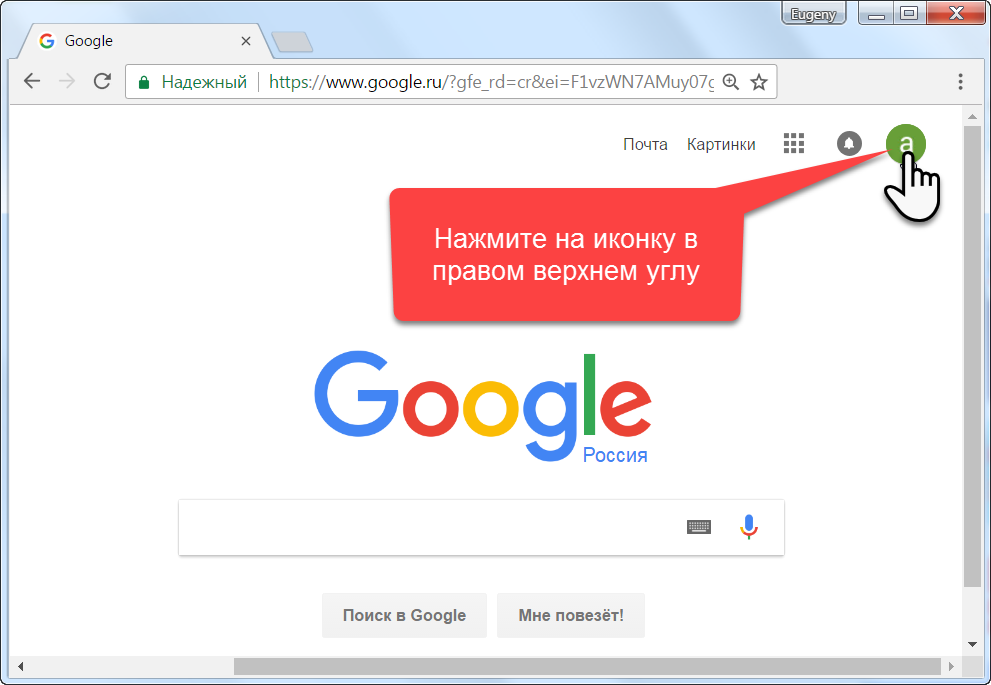 Eugeny
Google
Надежный
https://www.google.ru/?gfe_rd=cr&ei=F1vzWN7AMuy07g
Почта Картинки
a
Нажмите на иконку в
правом верхнем углу
Google
Россия
Поиск в Google Мне повезёт!